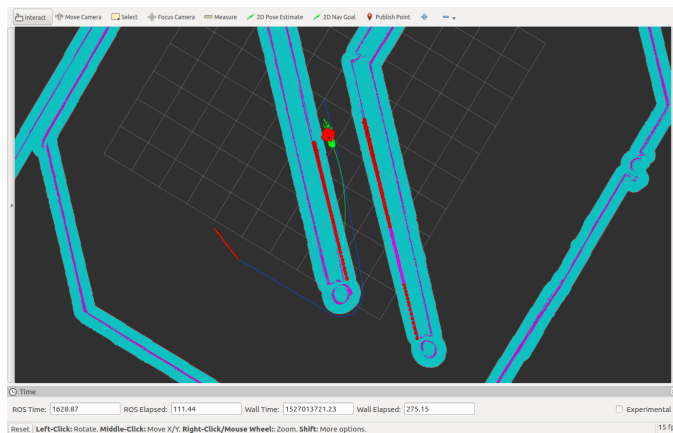 Interact Move Camera Select Focus Camera Measure 2D Pose Estimate 2D Nav Goal Publish Point
Time
ROS Time: 1628.87 ROS Elapsed: 111.44 Wall Time: 1527013721.23 Wall Elapsed: 275.15 Experimental
Reset Left-Click: Rotate. Middle-Click: Move X/Y. Right-Click/Mouse Wheel:: Zoom. Shift: More options. 15 fp